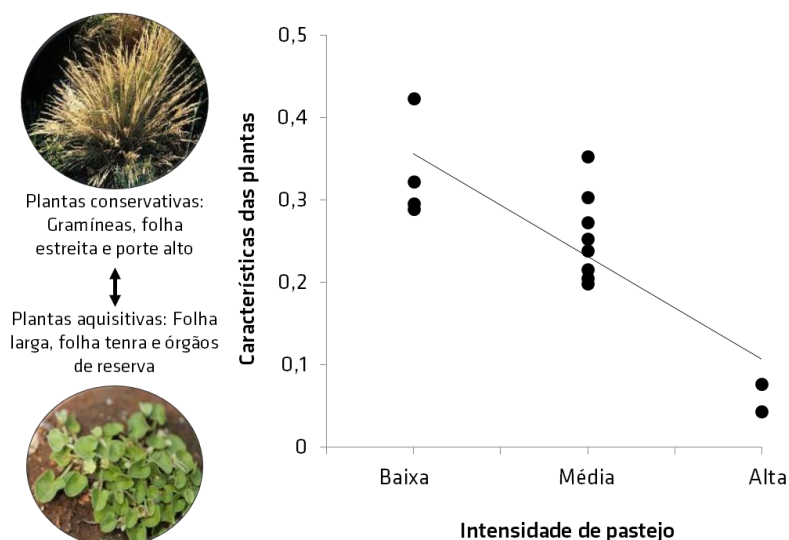 Plantas conservativas:
Gramíneas, folha
estreita e porte alto
Plantas aquisitivas: Folha
larga, folha tenra e órgãos
de reserva
Características das plantas
0,5
0,4
0,3
0,2
0,1
0
Baixa
Média
Alta
Intensidade de pastejo